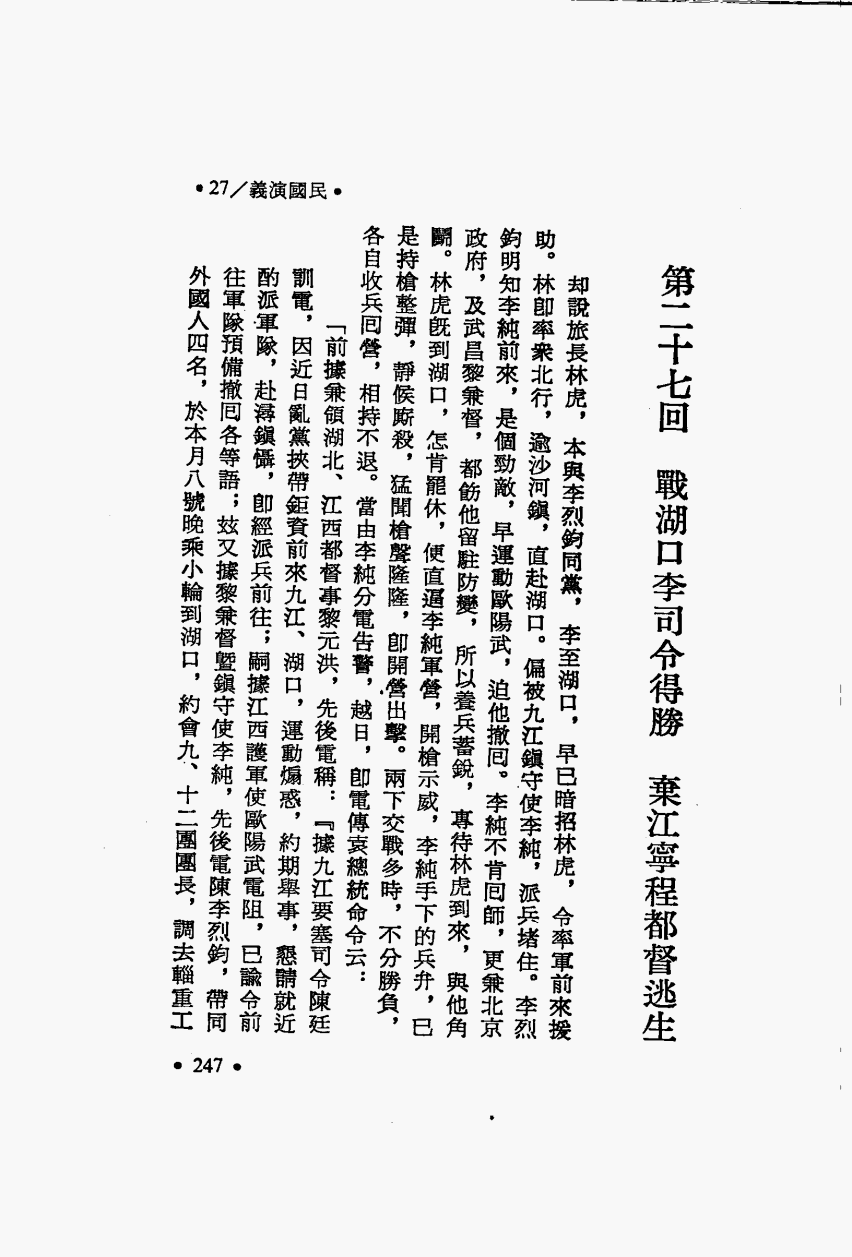 •27/義演國民•
第二十七回　戰湖口李司令得勝　棄江寧程都督逃生
却說旅長林虎，本與李烈鈞同黨，李至湖口，早已暗招林虎，令率軍前來援
助。林卽率衆北行，逾沙河鎭，直赴湖口。偏被九江鎭守使李純，派兵堵住。李烈
鈞明知李純前來，是個勁敵，早運動歐陽武，迫他撤囘。李純不肯囘師，更兼北京
政府，及武昌黎兼督，都飭他留駐防變，所以養兵蓄銳，專待林虎到來，與他角
鬭。林虎旣到湖口，怎肯罷休，便直逼李純軍營，開槍示威，李純手下的兵弁，已
是持槍整彈，靜候廝殺，猛聞槍聲隆隆，卽開營出擊。兩下交戰多時，不分勝負，
各自收兵囘營，相持不退。當由李純分電告警，越日，卽電傳袁總統命令云：
「前據兼領湖北、江西都督事黎元洪，先後電稱：『據九江要塞司令陳廷
訓電，因近日亂黨挾帶鉅資前來九江、湖口，運動煽惑，約期舉事，懇請就近
酌派軍隊，赴潯鎭懾，卽經派兵前往；嗣據江西護軍使歐陽武電阻，已諭令前
往軍隊預備撤囘各等語；玆又據黎兼督曁鎭守使李純，先後電陳李烈鈞，帶同
外國人四名，於本月八號晚乘小輪到湖口，約會九、十二團團長，調去輜重工
•247•